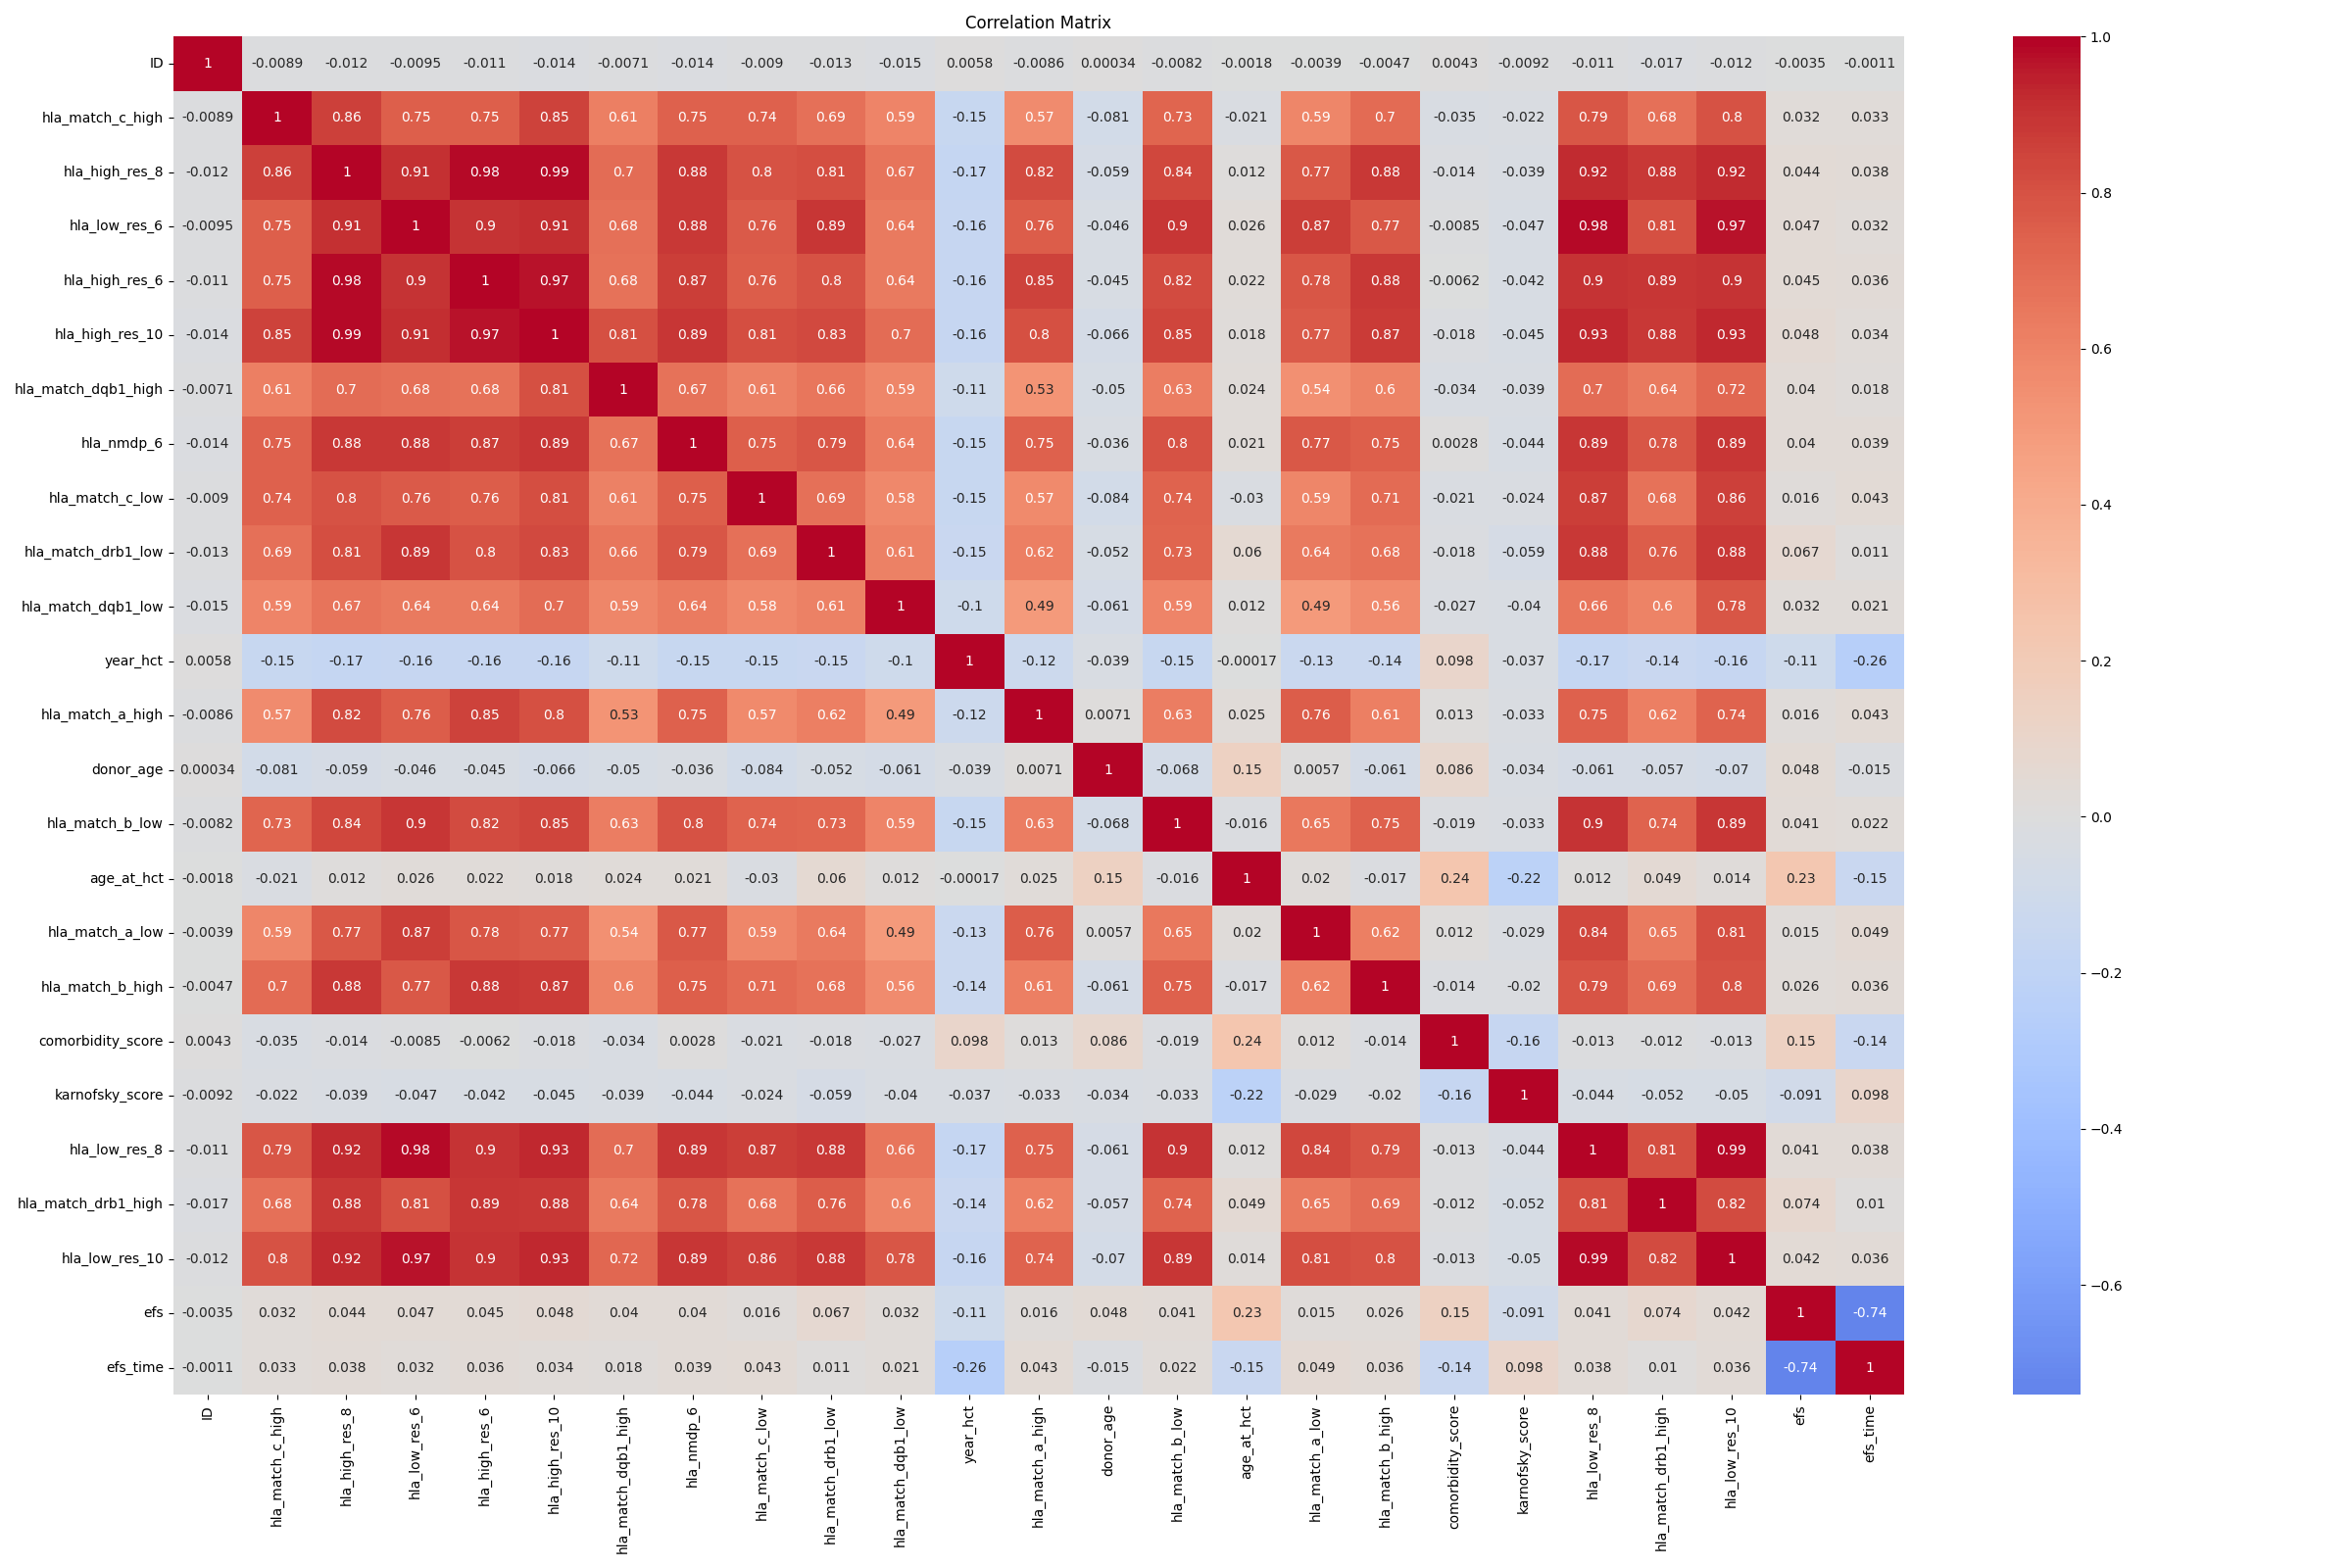 Correlation Matrix
ID 1 -0.0089 -0.012 -0.0095 -0.011 -0.014 -0.0071 -0.014 -0.009 -0.013 -0.015 0.0058 -0.0086 0.00034 -0.0082 -0.0018 -0.0039 -0.0047 0.0043 -0.0092 -0.011 -0.017 -0.012 -0.0035 -0.0011
hla_match_c_high -0.0089 1 0.86 0.75 0.75 0.85 0.61 0.75 0.74 0.69 0.59 -0.15 0.57 -0.081 0.73 -0.021 0.59 0.7 -0.035 -0.022 0.79 0.68 0.8 0.032 0.033
hla_high_res_8 -0.012 0.86 1 0.91 0.98 0.99 0.7 0.88 0.8 0.81 0.67 -0.17 0.82 -0.059 0.84 0.012 0.77 0.88 -0.014 -0.039 0.92 0.88 0.92 0.044 0.038
hla_low_res_6 -0.0095 0.75 0.91 1 0.9 0.91 0.68 0.88 0.76 0.89 0.64 -0.16 0.76 -0.046 0.9 0.026 0.87 0.77 -0.0085 -0.047 0.98 0.81 0.97 0.047 0.032
hla_high_res_6 -0.011 0.75 0.98 0.9 1 0.97 0.68 0.87 0.76 0.8 0.64 -0.16 0.85 -0.045 0.82 0.022 0.78 0.88 -0.0062 -0.042 0.9 0.89 0.9 0.045 0.036
hla_high_res_10 -0.014 0.85 0.99 0.91 0.97 1 0.81 0.89 0.81 0.83 0.7 -0.16 0.8 -0.066 0.85 0.018 0.77 0.87 -0.018 -0.045 0.93 0.88 0.93 0.048 0.034
hla_match_dqb1_high -0.0071 0.61 0.7 0.68 0.68 0.81 1 0.67 0.61 0.66 0.59 -0.11 0.53 -0.05 0.63 0.024 0.54 0.6 -0.034 -0.039 0.7 0.64 0.72 0.04 0.018
hla_nmdp_6 -0.014 0.75 0.88 0.88 0.87 0.89 0.67 1 0.75 0.79 0.64 -0.15 0.75 -0.036 0.8 0.021 0.77 0.75 0.0028 -0.044 0.89 0.78 0.89 0.04 0.039
hla_match_c_low -0.009 0.74 0.8 0.76 0.76 0.81 0.61 0.75 1 0.69 0.58 -0.15 0.57 -0.084 0.74 -0.03 0.59 0.71 -0.021 -0.024 0.87 0.68 0.86 0.016 0.043
hla_match_drb1_low -0.013 0.69 0.81 0.89 0.8 0.83 0.66 0.79 0.69 1 0.61 -0.15 0.62 -0.052 0.73 0.06 0.64 0.68 -0.018 -0.059 0.88 0.76 0.88 0.067 0.011
hla_match_dqb1_low -0.015 0.59 0.67 0.64 0.64 0.7 0.59 0.64 0.58 0.61 1 -0.1 0.49 -0.061 0.59 0.012 0.49 0.56 -0.027 -0.04 0.66 0.6 0.78 0.032 0.021
year_hct 0.0058 -0.15 -0.17 -0.16 -0.16 -0.16 -0.11 -0.15 -0.15 -0.15 -0.1 1 -0.12 -0.039 -0.15 -0.00017 -0.13 -0.14 0.098 -0.037 -0.17 -0.14 -0.16 -0.11 -0.26
hla_match_a_high -0.0086 0.57 0.82 0.76 0.85 0.8 0.53 0.75 0.57 0.62 0.49 -0.12 1 0.0071 0.63 0.025 0.76 0.61 0.013 -0.033 0.75 0.62 0.74 0.016 0.043
donor_age 0.00034 -0.081 -0.059 -0.046 -0.045 -0.066 -0.05 -0.036 -0.084 -0.052 -0.061 -0.039 0.0071 1 -0.068 0.15 0.0057 -0.061 0.086 -0.034 -0.061 -0.057 -0.07 0.048 -0.015
hla_match_b_low -0.0082 0.73 0.84 0.9 0.82 0.85 0.63 0.8 0.74 0.73 0.59 -0.15 0.63 -0.068 1 -0.016 0.65 0.75 -0.019 -0.033 0.9 0.74 0.89 0.041 0.022
age_at_hct -0.0018 -0.021 0.012 0.026 0.022 0.018 0.024 0.021 -0.03 0.06 0.012 -0.00017 0.025 0.15 -0.016 1 0.02 -0.017 0.24 -0.22 0.012 0.049 0.014 0.23 -0.15
hla_match_a_low -0.0039 0.59 0.77 0.87 0.78 0.77 0.54 0.77 0.59 0.64 0.49 -0.13 0.76 0.0057 0.65 0.02 1 0.62 0.012 -0.029 0.84 0.65 0.81 0.015 0.049
hla_match_b_high -0.0047 0.7 0.88 0.77 0.88 0.87 0.6 0.75 0.71 0.68 0.56 -0.14 0.61 -0.061 0.75 -0.017 0.62 1 -0.014 -0.02 0.79 0.69 0.8 0.026 0.036
comorbidity_score 0.0043 -0.035 -0.014 -0.0085 -0.0062 -0.018 -0.034 0.0028 -0.021 -0.018 -0.027 0.098 0.013 0.086 -0.019 0.24 0.012 -0.014 1 -0.16 -0.013 -0.012 -0.013 0.15 -0.14
karnofsky_score -0.0092 -0.022 -0.039 -0.047 -0.042 -0.045 -0.039 -0.044 -0.024 -0.059 -0.04 -0.037 -0.033 -0.034 -0.033 -0.22 -0.029 -0.02 -0.16 1 -0.044 -0.052 -0.05 -0.091 0.098
hla_low_res_8 -0.011 0.79 0.92 0.98 0.9 0.93 0.7 0.89 0.87 0.88 0.66 -0.17 0.75 -0.061 0.9 0.012 0.84 0.79 -0.013 -0.044 1 0.81 0.99 0.041 0.038
hla_match_drb1_high -0.017 0.68 0.88 0.81 0.89 0.88 0.64 0.78 0.68 0.76 0.6 -0.14 0.62 -0.057 0.74 0.049 0.65 0.69 -0.012 -0.052 0.81 1 0.82 0.074 0.01
hla_low_res_10 -0.012 0.8 0.92 0.97 0.9 0.93 0.72 0.89 0.86 0.88 0.78 -0.16 0.74 -0.07 0.89 0.014 0.81 0.8 -0.013 -0.05 0.99 0.82 1 0.042 0.036
efs -0.0035 0.032 0.044 0.047 0.045 0.048 0.04 0.04 0.016 0.067 0.032 -0.11 0.016 0.048 0.041 0.23 0.015 0.026 0.15 -0.091 0.041 0.074 0.042 1 -0.74
efs_time -0.0011 0.033 0.038 0.032 0.036 0.034 0.018 0.039 0.043 0.011 0.021 -0.26 0.043 -0.015 0.022 -0.15 0.049 0.036 -0.14 0.098 0.038 0.01 0.036 -0.74 1
ID
hla_match_c_high
hla_high_res_8
hla_low_res_6
hla_high_res_6
hla_high_res_10
hla_match_dqb1_high
hla_nmdp_6
hla_match_c_low
hla_match_drb1_low
hla_match_dqb1_low
year_hct
hla_match_a_high
donor_age
hla_match_b_low
age_at_hct
hla_match_a_low
hla_match_b_high
comorbidity_score
karnofsky_score
hla_low_res_8
hla_match_drb1_high
hla_low_res_10
efs
efs_time
1.0
0.8
0.6
0.4
0.2
0.0
−0.2
−0.4
−0.6